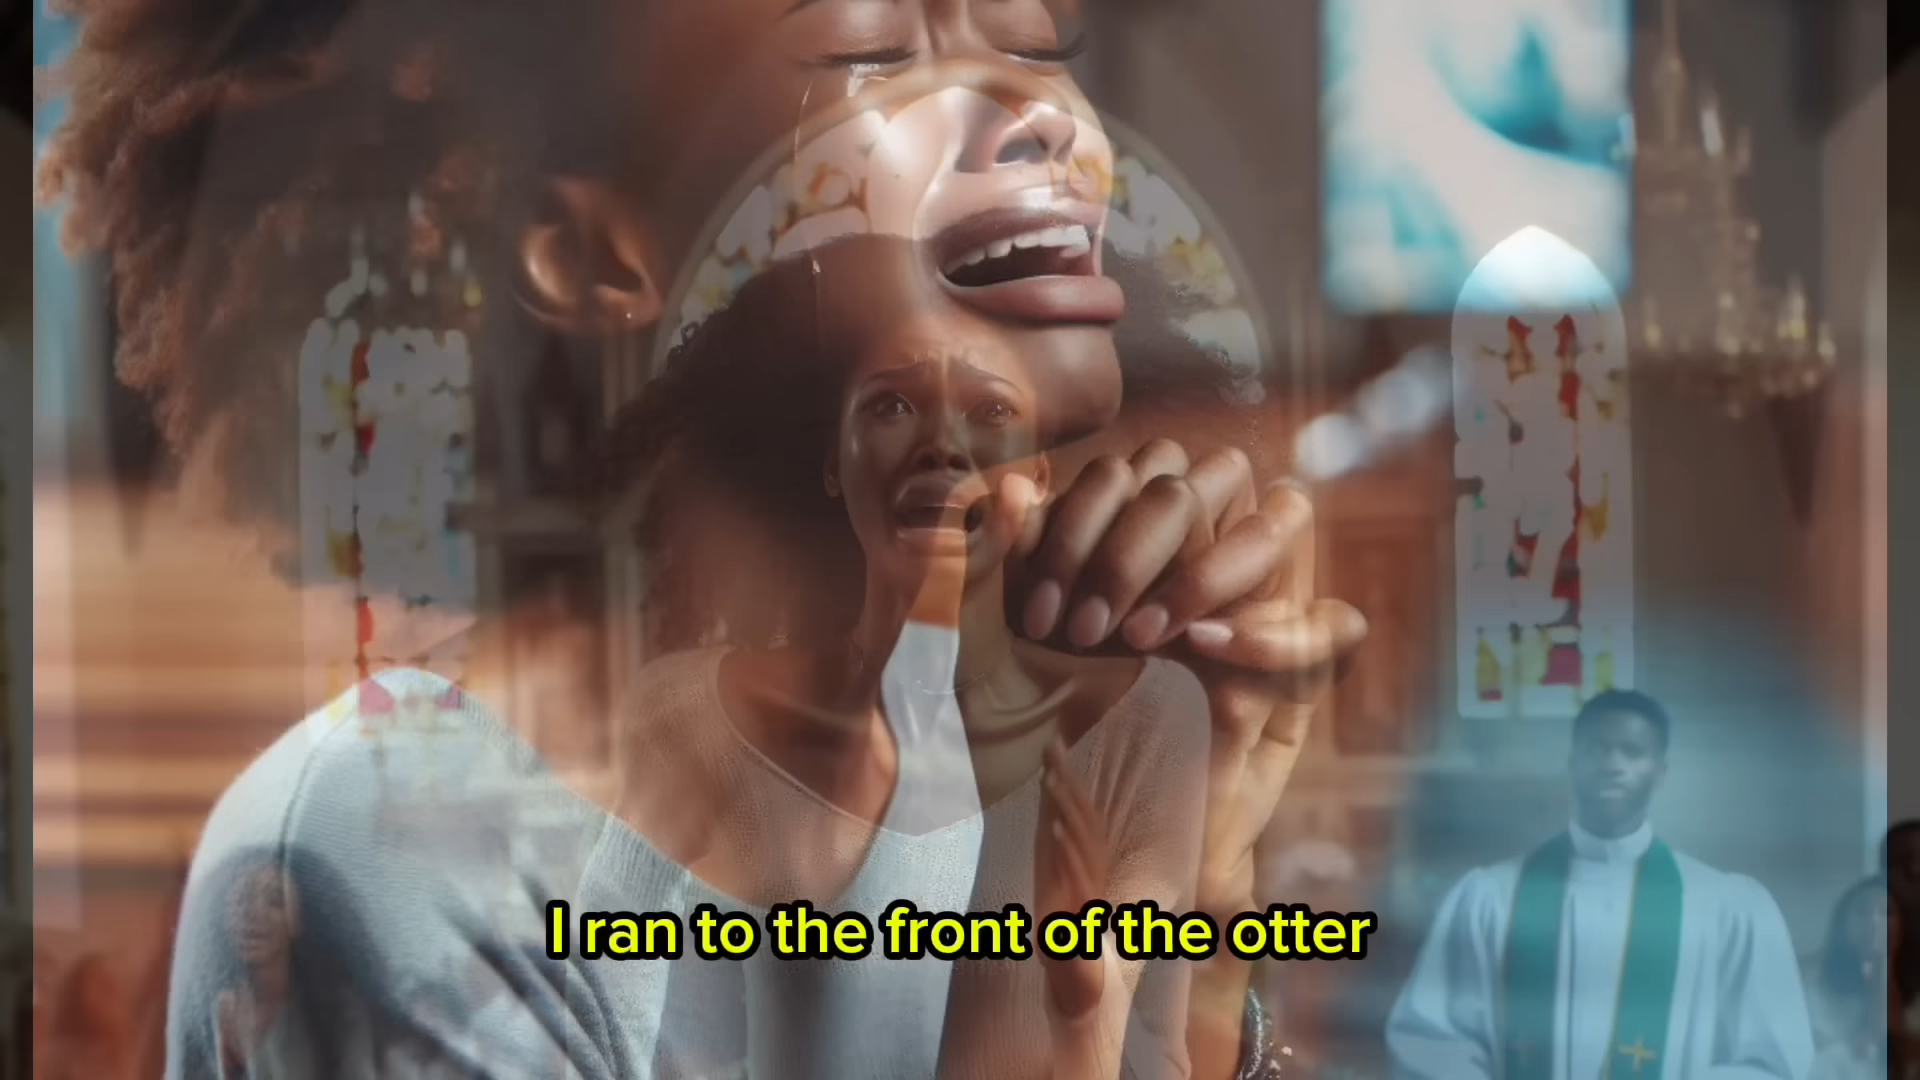 I ran to the front of the otter